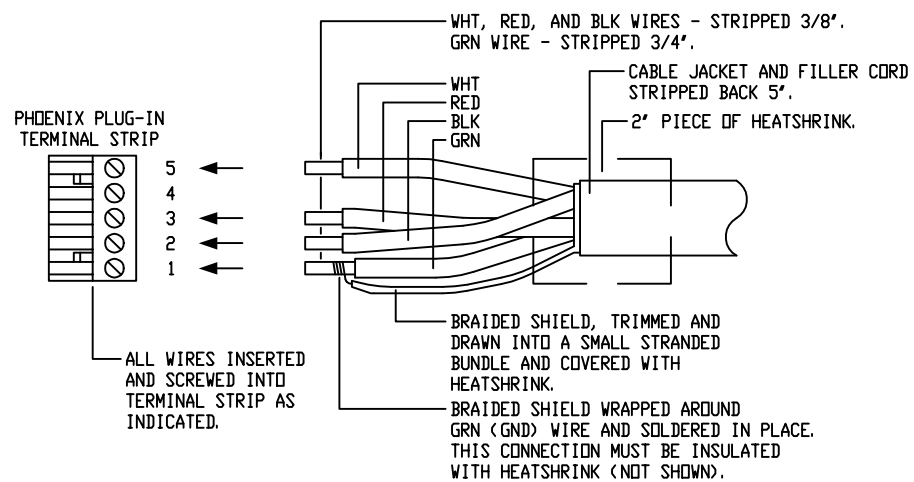 WHT, RED, AND BLK WIRES - STRIPPED 3/8".
GRN WIRE - STRIPPED 3/4".
CABLE JACKET AND FILLER CORD
STRIPPED BACK 5".
2" PIECE OF HEATSHRINK.
WHT
RED
BLK
GRN
PHOENIX PLUG-IN
TERMINAL STRIP
5
4
3
2
1
ALL WIRES INSERTED
AND SCREWED INTO
TERMINAL STRIP AS
INDICATED.
BRAIDED SHIELD, TRIMMED AND
DRAWN INTO A SMALL STRANDED
BUNDLE AND COVERED WITH
HEATSHRINK.
BRAIDED SHIELD WRAPPED AROUND
GRN (GND) WIRE AND SOLDERED IN PLACE.
THIS CONNECTION MUST BE INSULATED
WITH HEATSHRINK (NOT SHOWN).